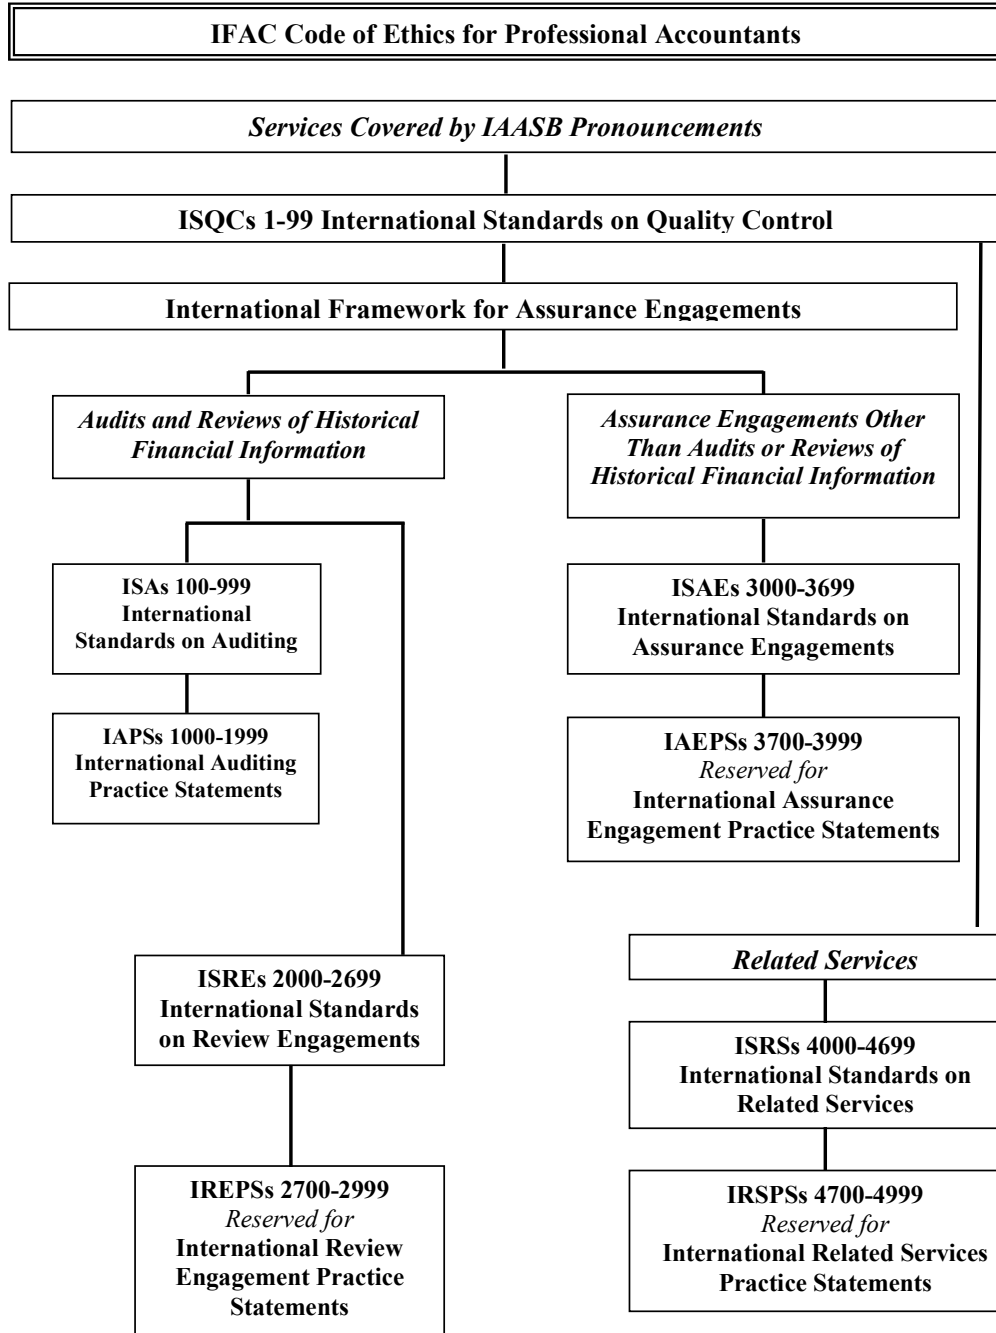 IFAC Code of Ethics for Professional Accountants
Services Covered by IAASB Pronouncements
ISQCs 1-99 International Standards on Quality Control
International Framework for Assurance Engagements
Audits and Reviews of Historical
Financial Information
Assurance Engagements Other
Than Audits or Reviews of
Historical Financial Information
ISAs 100-999
International
Standards on Auditing
ISAEs 3000-3699
International Standards on
Assurance Engagements
IAPSs 1000-1999
International Auditing
Practice Statements
IAEPSs 3700-3999
Reserved for
International Assurance
Engagement Practice Statements
ISREs 2000-2699
International Standards
on Review Engagements
Related Services
ISRSs 4000-4699
International Standards on
Related Services
IREPSs 2700-2999
Reserved for
International Review
Engagement Practice
Statements
IRSPSs 4700-4999
Reserved for
International Related Services
Practice Statements